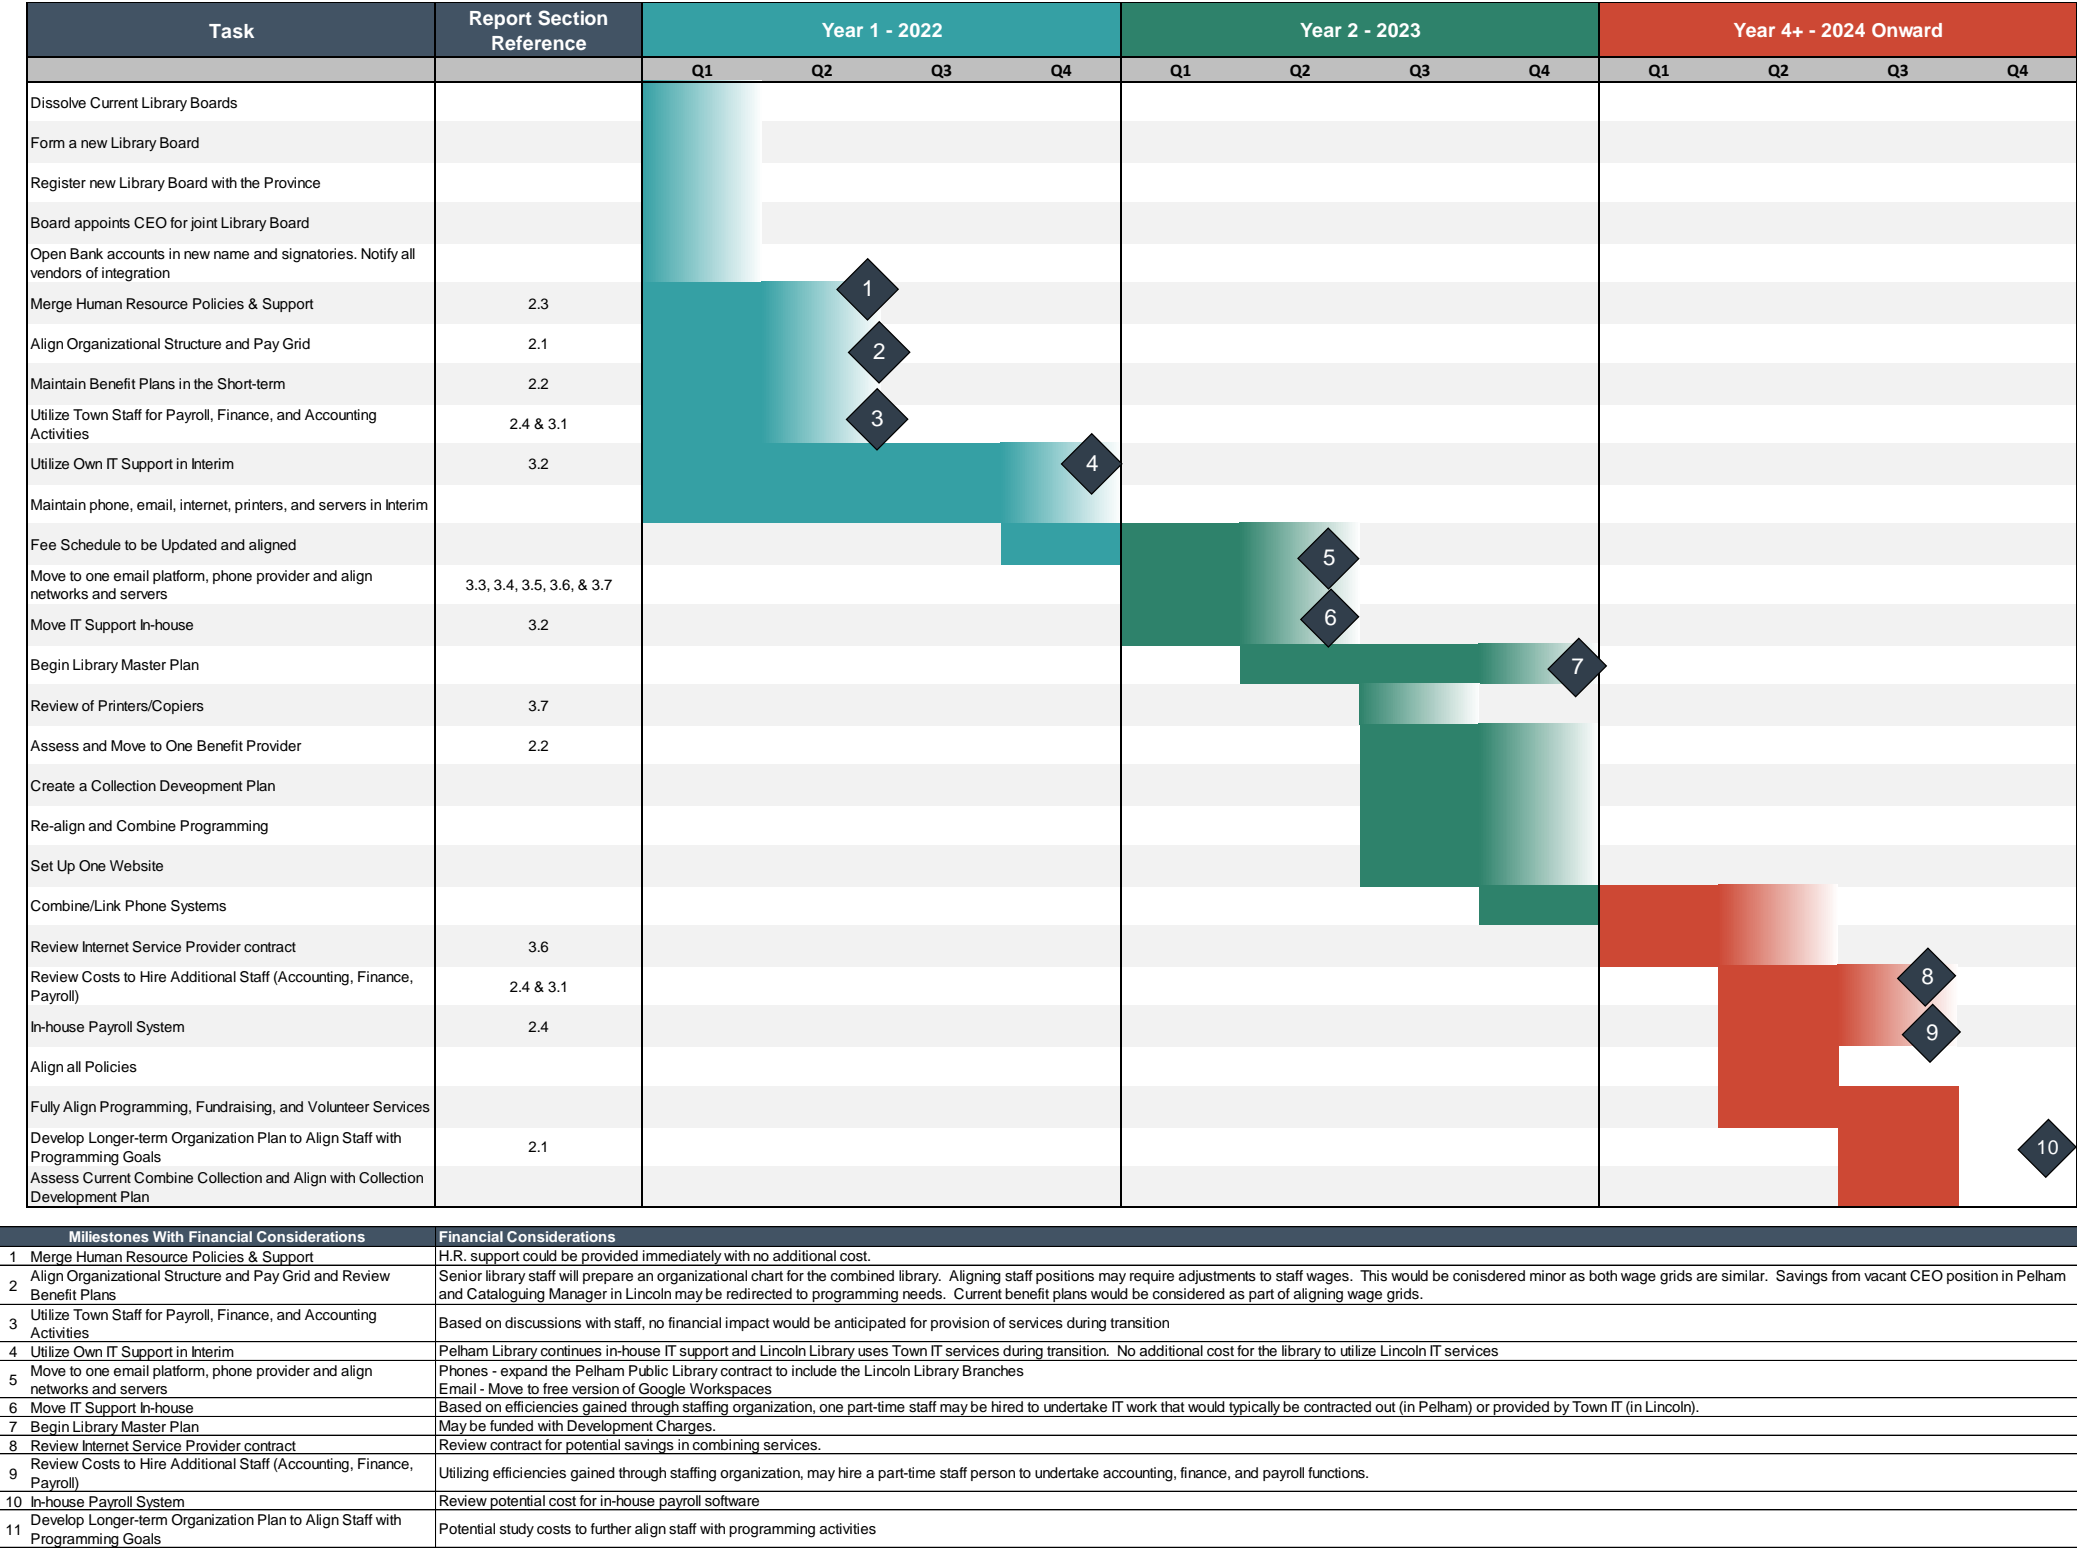 Task
Report Section
Reference
Year 1 - 2022
Year 2 - 2023
Year 4+ - 2024 Onward
Q1 Q2 Q3 Q4 Q1 Q2 Q3 Q4 Q1 Q2 Q3 Q4
Dissolve Current Library Boards
Form a new Library Board
Register new Library Board with the Province
Board appoints CEO for joint Library Board
Open Bank accounts in new name and signatories. Notify all
vendors of integration
Merge Human Resource Policies & Support 2.3
1
Align Organizational Structure and Pay Grid 2.1
2
Maintain Benefit Plans in the Short-term 2.2
Utilize Town Staff for Payroll, Finance, and Accounting
Activities
2.4 & 3.1
3
Utilize Own IT Support in Interim 3.2
4
Maintain phone, email, internet, printers, and servers in Interim
Fee Schedule to be Updated and aligned
5
Move to one email platform, phone provider and align
networks and servers
3.3, 3.4, 3.5, 3.6, & 3.7
Move IT Support In-house 3.2
6
Begin Library Master Plan
7
Review of Printers/Copiers 3.7
Assess and Move to One Benefit Provider 2.2
Create a Collection Deveopment Plan
Re-align and Combine Programming
Set Up One Website
Combine/Link Phone Systems
Review Internet Service Provider contract 3.6
Review Costs to Hire Additional Staff (Accounting, Finance,
Payroll)
2.4 & 3.1
8
In-house Payroll System 2.4
9
Align all Policies
Fully Align Programming, Fundraising, and Volunteer Services
Develop Longer-term Organization Plan to Align Staff with
Programming Goals
2.1
10
Assess Current Combine Collection and Align with Collection
Development Plan
Miliestones With Financial Considerations Financial Considerations
1 Merge Human Resource Policies & Support H.R. support could be provided immediately with no additional cost.
2 Align Organizational Structure and Pay Grid and Review
Benefit Plans
Senior library staff will prepare an organizational chart for the combined library. Aligning staff positions may require adjustments to staff wages. This would be conisdered minor as both wage grids are similar. Savings from vacant CEO position in Pelham
and Cataloguing Manager in Lincoln may be redirected to programming needs. Current benefit plans would be considered as part of aligning wage grids.
3 Utilize Town Staff for Payroll, Finance, and Accounting
Activities
Based on discussions with staff, no financial impact would be anticipated for provision of services during transition
4 Utilize Own IT Support in Interim Pelham Library continues in-house IT support and Lincoln Library uses Town IT services during transition. No additional cost for the library to utilize Lincoln IT services
5 Move to one email platform, phone provider and align
networks and servers
Phones - expand the Pelham Public Library contract to include the Lincoln Library Branches
Email - Move to free version of Google Workspaces
6 Move IT Support In-house Based on efficiencies gained through staffing organization, one part-time staff may be hired to undertake IT work that would typically be contracted out (in Pelham) or provided by Town IT (in Lincoln).
7 Begin Library Master Plan May be funded with Development Charges.
8 Review Internet Service Provider contract Review contract for potential savings in combining services.
9 Review Costs to Hire Additional Staff (Accounting, Finance,
Payroll)
Utilizing efficiencies gained through staffing organization, may hire a part-time staff person to undertake accounting, finance, and payroll functions.
10 In-house Payroll System Review potential cost for in-house payroll software
11 Develop Longer-term Organization Plan to Align Staff with
Programming Goals
Potential study costs to further align staff with programming activities